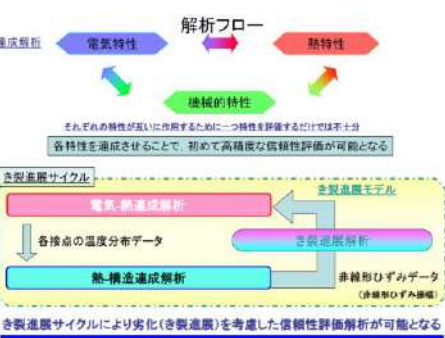 解析フロー
連成解析
電気特性
熱特性
機械的特性
それぞれの特性が互いに作用するために一つ特性を評価するだけでは不十分
各特性を連成させることで、初めて高精度な信頼性評価が可能となる
き裂進展サイクル
き裂進展モデル
電気-熱連成解析
各接点の温度分布データ
き裂進展解析
熱-構造連成解析
非線形ひずみデータ
(非線形ひずみ振幅)
き裂進展サイクルにより劣化(き裂進展)を考慮した信頼性評価解析が可能となる